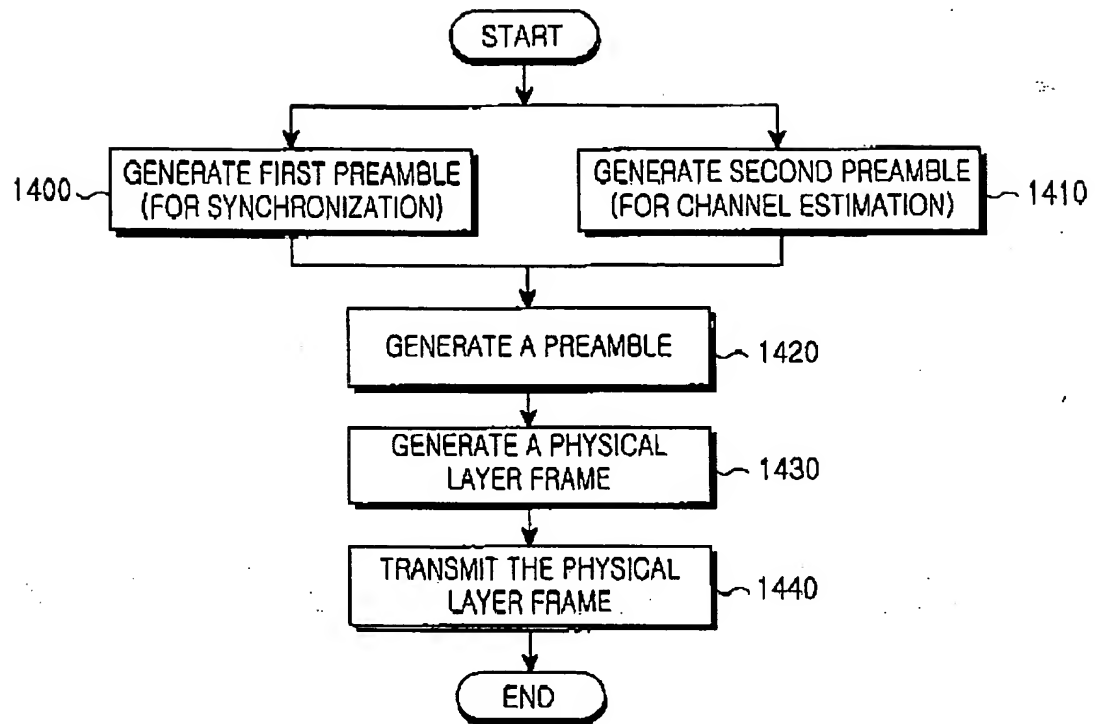 START
GENERATE FIRST PREAMBLE
(FOR SYNCHRONIZATION)
1400
GENERATE SECOND PREAMBLE
(FOR CHANNEL ESTIMATION)
1410
GENERATE A PREAMBLE
1420
GENERATE A PHYSICAL
LAYER FRAME
1430
TRANSMIT THE PHYSICAL
LAYER FRAME
1440
END